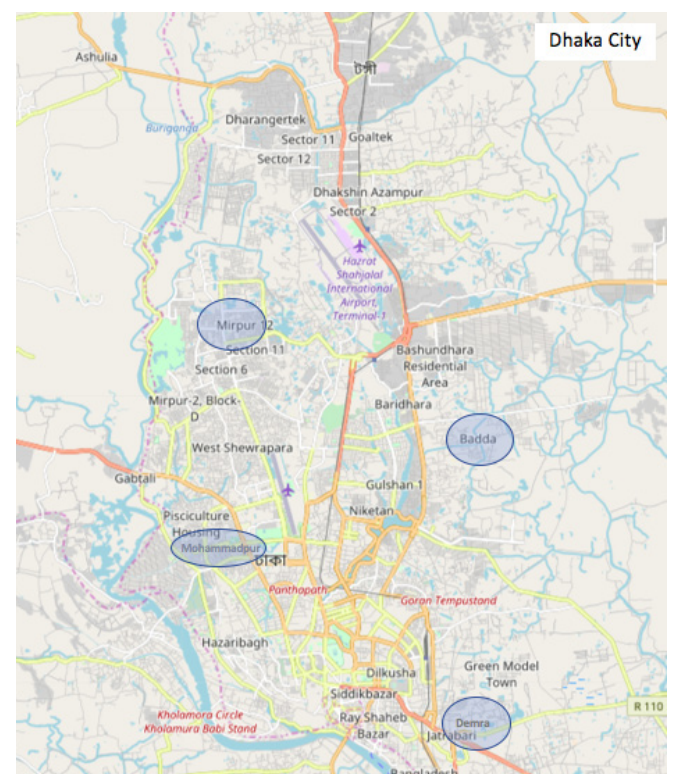 Dhaka City
Ashulia
টঙ্গী
Dharangertek
Buriganga
Sector 11
Goaltek
Sector 12
Dhakshin Azampur
Sector 2
Hazrat
Shahjalal
International
Airport,
Terminal-1
Mirpur 12
Section 11
Bashundhara
Residential
Area
Section 6
Mirpur-2, Block-
D
Baridhara
Badda
West Shewrapara
Gabtali
Gulshan 1
Niketan
Pisciculture
Housing
Mohammadpur
ঢাকা
Panthapath
Goran Tempustand
Hazaribagh
Green Model
Town
Dilkusha
Siddikbazar
R 110
Kholamora Circle
Kholamura Babi Stand
Ray Shaheb
Bazar
Demra
Jatrabari
Bangladesh